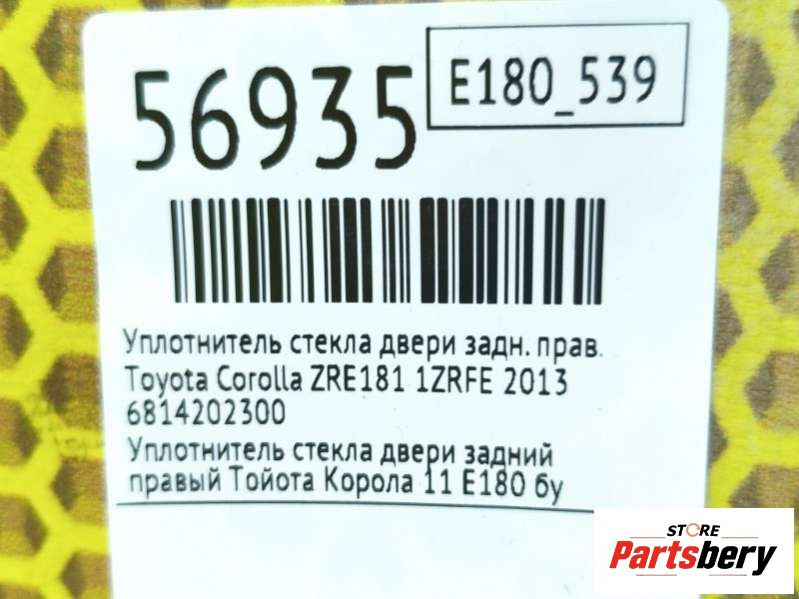 56935
E180_539
Уплотнитель стекла двери задн. прав.
Toyota Corolla ZRE181 1ZRFE 2013
6814202300
Уплотнитель стекла двери задний
правый Тойота Корола 11 Е180 бу
STORE
Partsbery